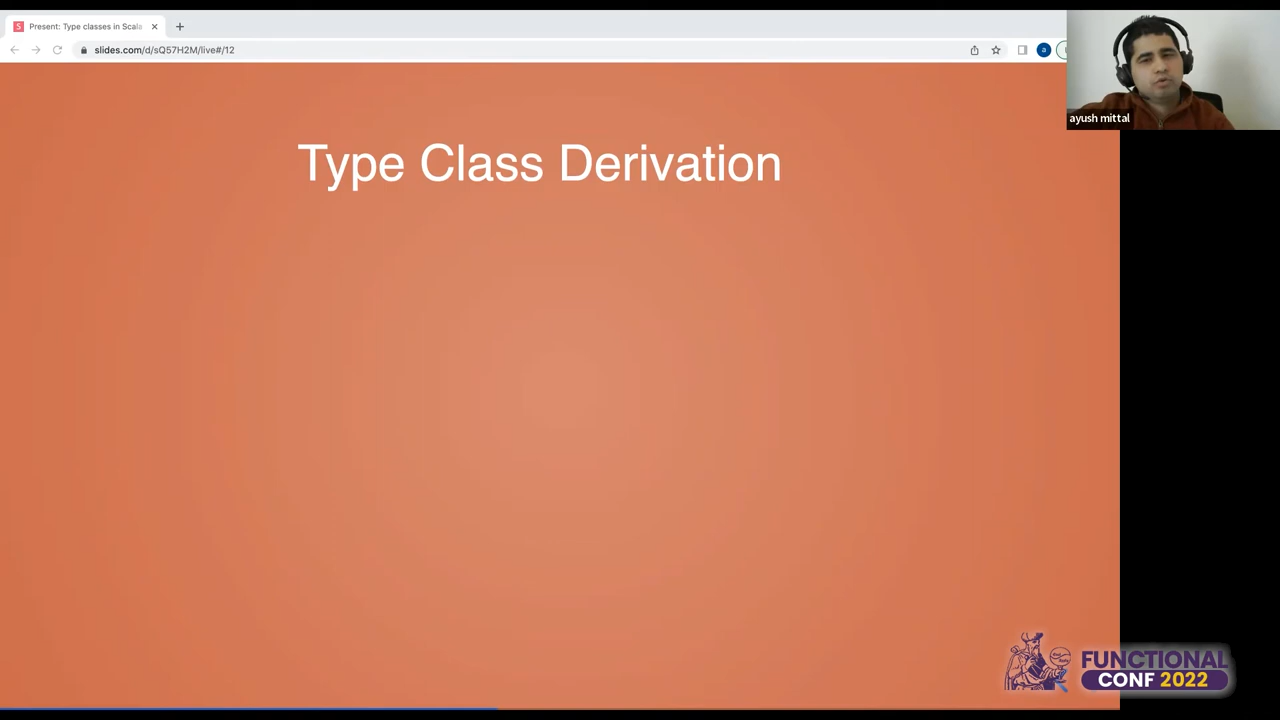 Present: Type classes in Scala
slides.com/d/sQ57H2M/live#/12
a
ayush mittal
Type Class Derivation
FUNCTIONAL
CONF 2022